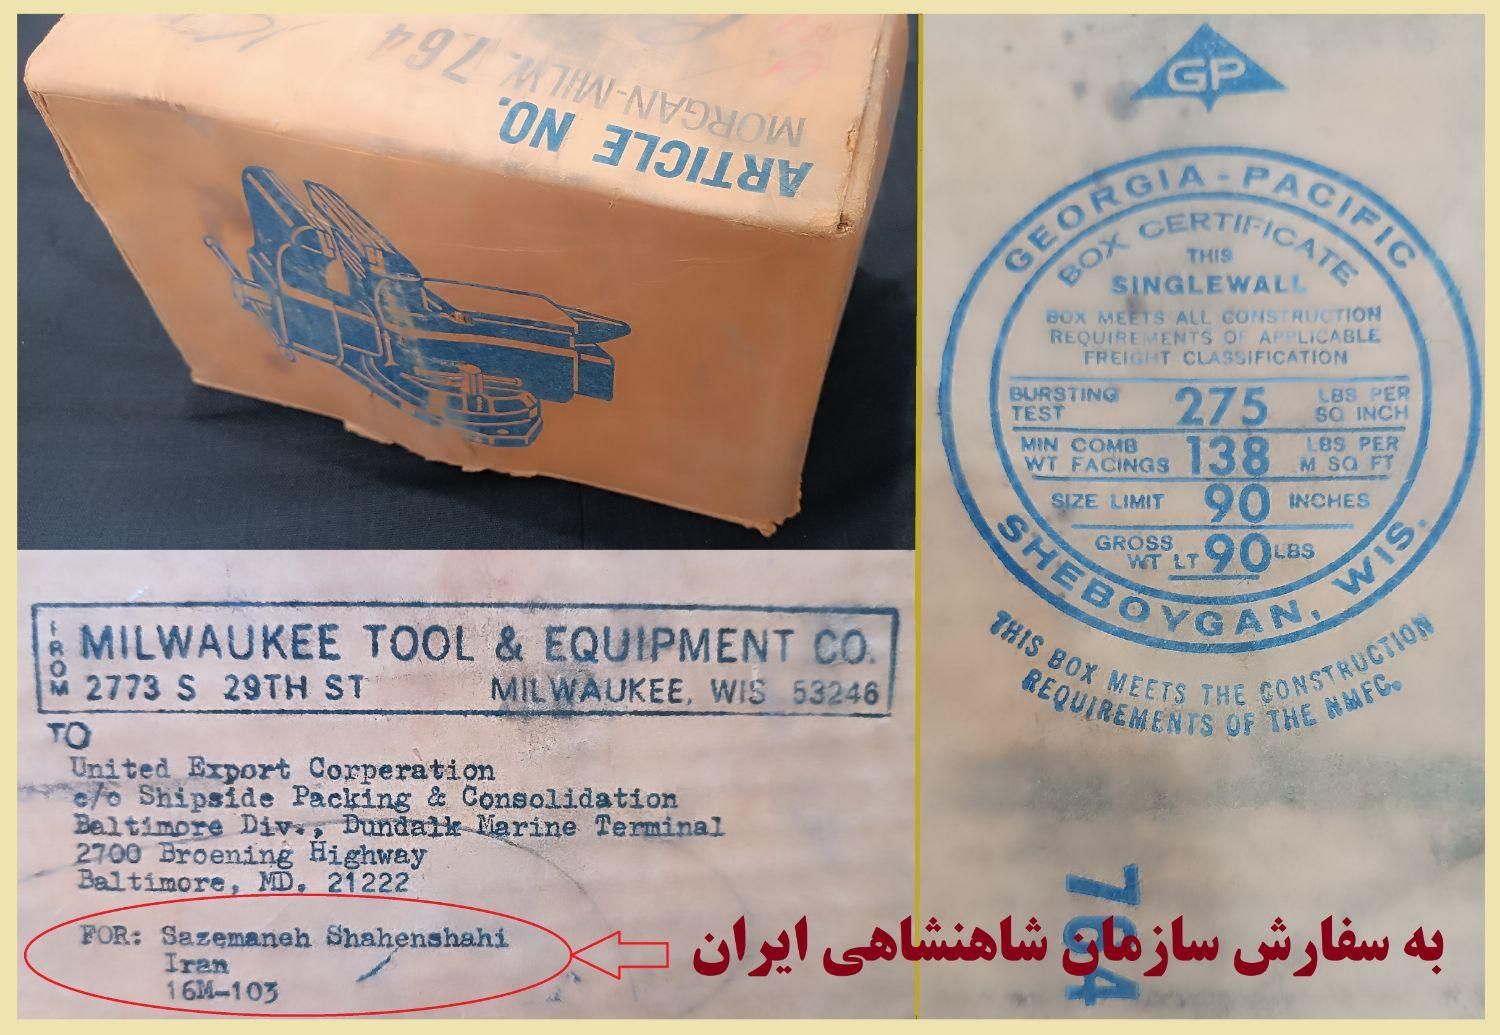 ARTICLE NO.
MORGAN-MILW. 764
MILWAUKEE TOOL & EQUIPMENT CO.
FROM
2773 S 29TH ST MILWAUKEE, WIS 53246
TO
United Export Corperation
c/o Shipside Packing & Consolidation
Baltimore Div., Dundalk Marine Terminal
2700 Broening Highway
Baltimore, MD. 21222
FOR: Sazemaneh Shahenshahi
Iran
16M-103
به سفارش سازمان شاهنشاهی ایران
GP
GEORGIA-PACIFIC
BOX CERTIFICATE
THIS
SINGLEWALL
BOX MEETS ALL CONSTRUCTION
REQUIREMENTS OF APPLICABLE
FREIGHT CLASSIFICATION
BURSTING TEST 275 LBS PER SQ INCH
MIN COMB WT FACINGS 138 LBS PER M SQ FT
SIZE LIMIT 90 INCHES
GROSS WT LT 90 LBS
SHEBOYGAN, WIS.
THIS BOX MEETS THE CONSTRUCTION
REQUIREMENTS OF THE NMFC.
764